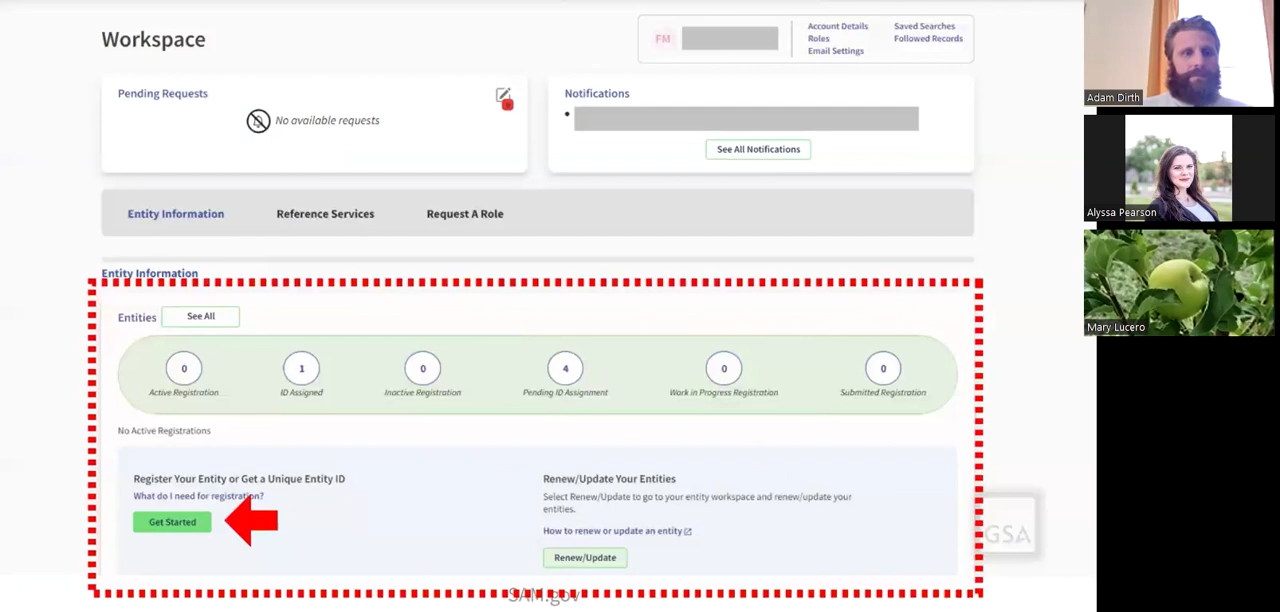 Workspace
FM
Account Details
Roles
Email Settings
Saved Searches
Followed Records
Pending Requests
No available requests
Notifications
See All Notifications
Entity Information
Reference Services
Request A Role
Entity Information
Entities
See All
0
Active Registration...
1
ID Assigned
0
Inactive Registration
4
Pending ID Assignment
0
Work in Progress Registration
0
Submitted Registration
No Active Registrations
Register Your Entity or Get a Unique Entity ID
What do I need for registration?
Get Started
Renew/Update Your Entities
Select Renew/Update to go to your entity workspace and renew/update your
entities.
How to renew or update an entity
Renew/Update
GSA
SAM.gov
Adam Dirth
Alyssa Pearson
Mary Lucero